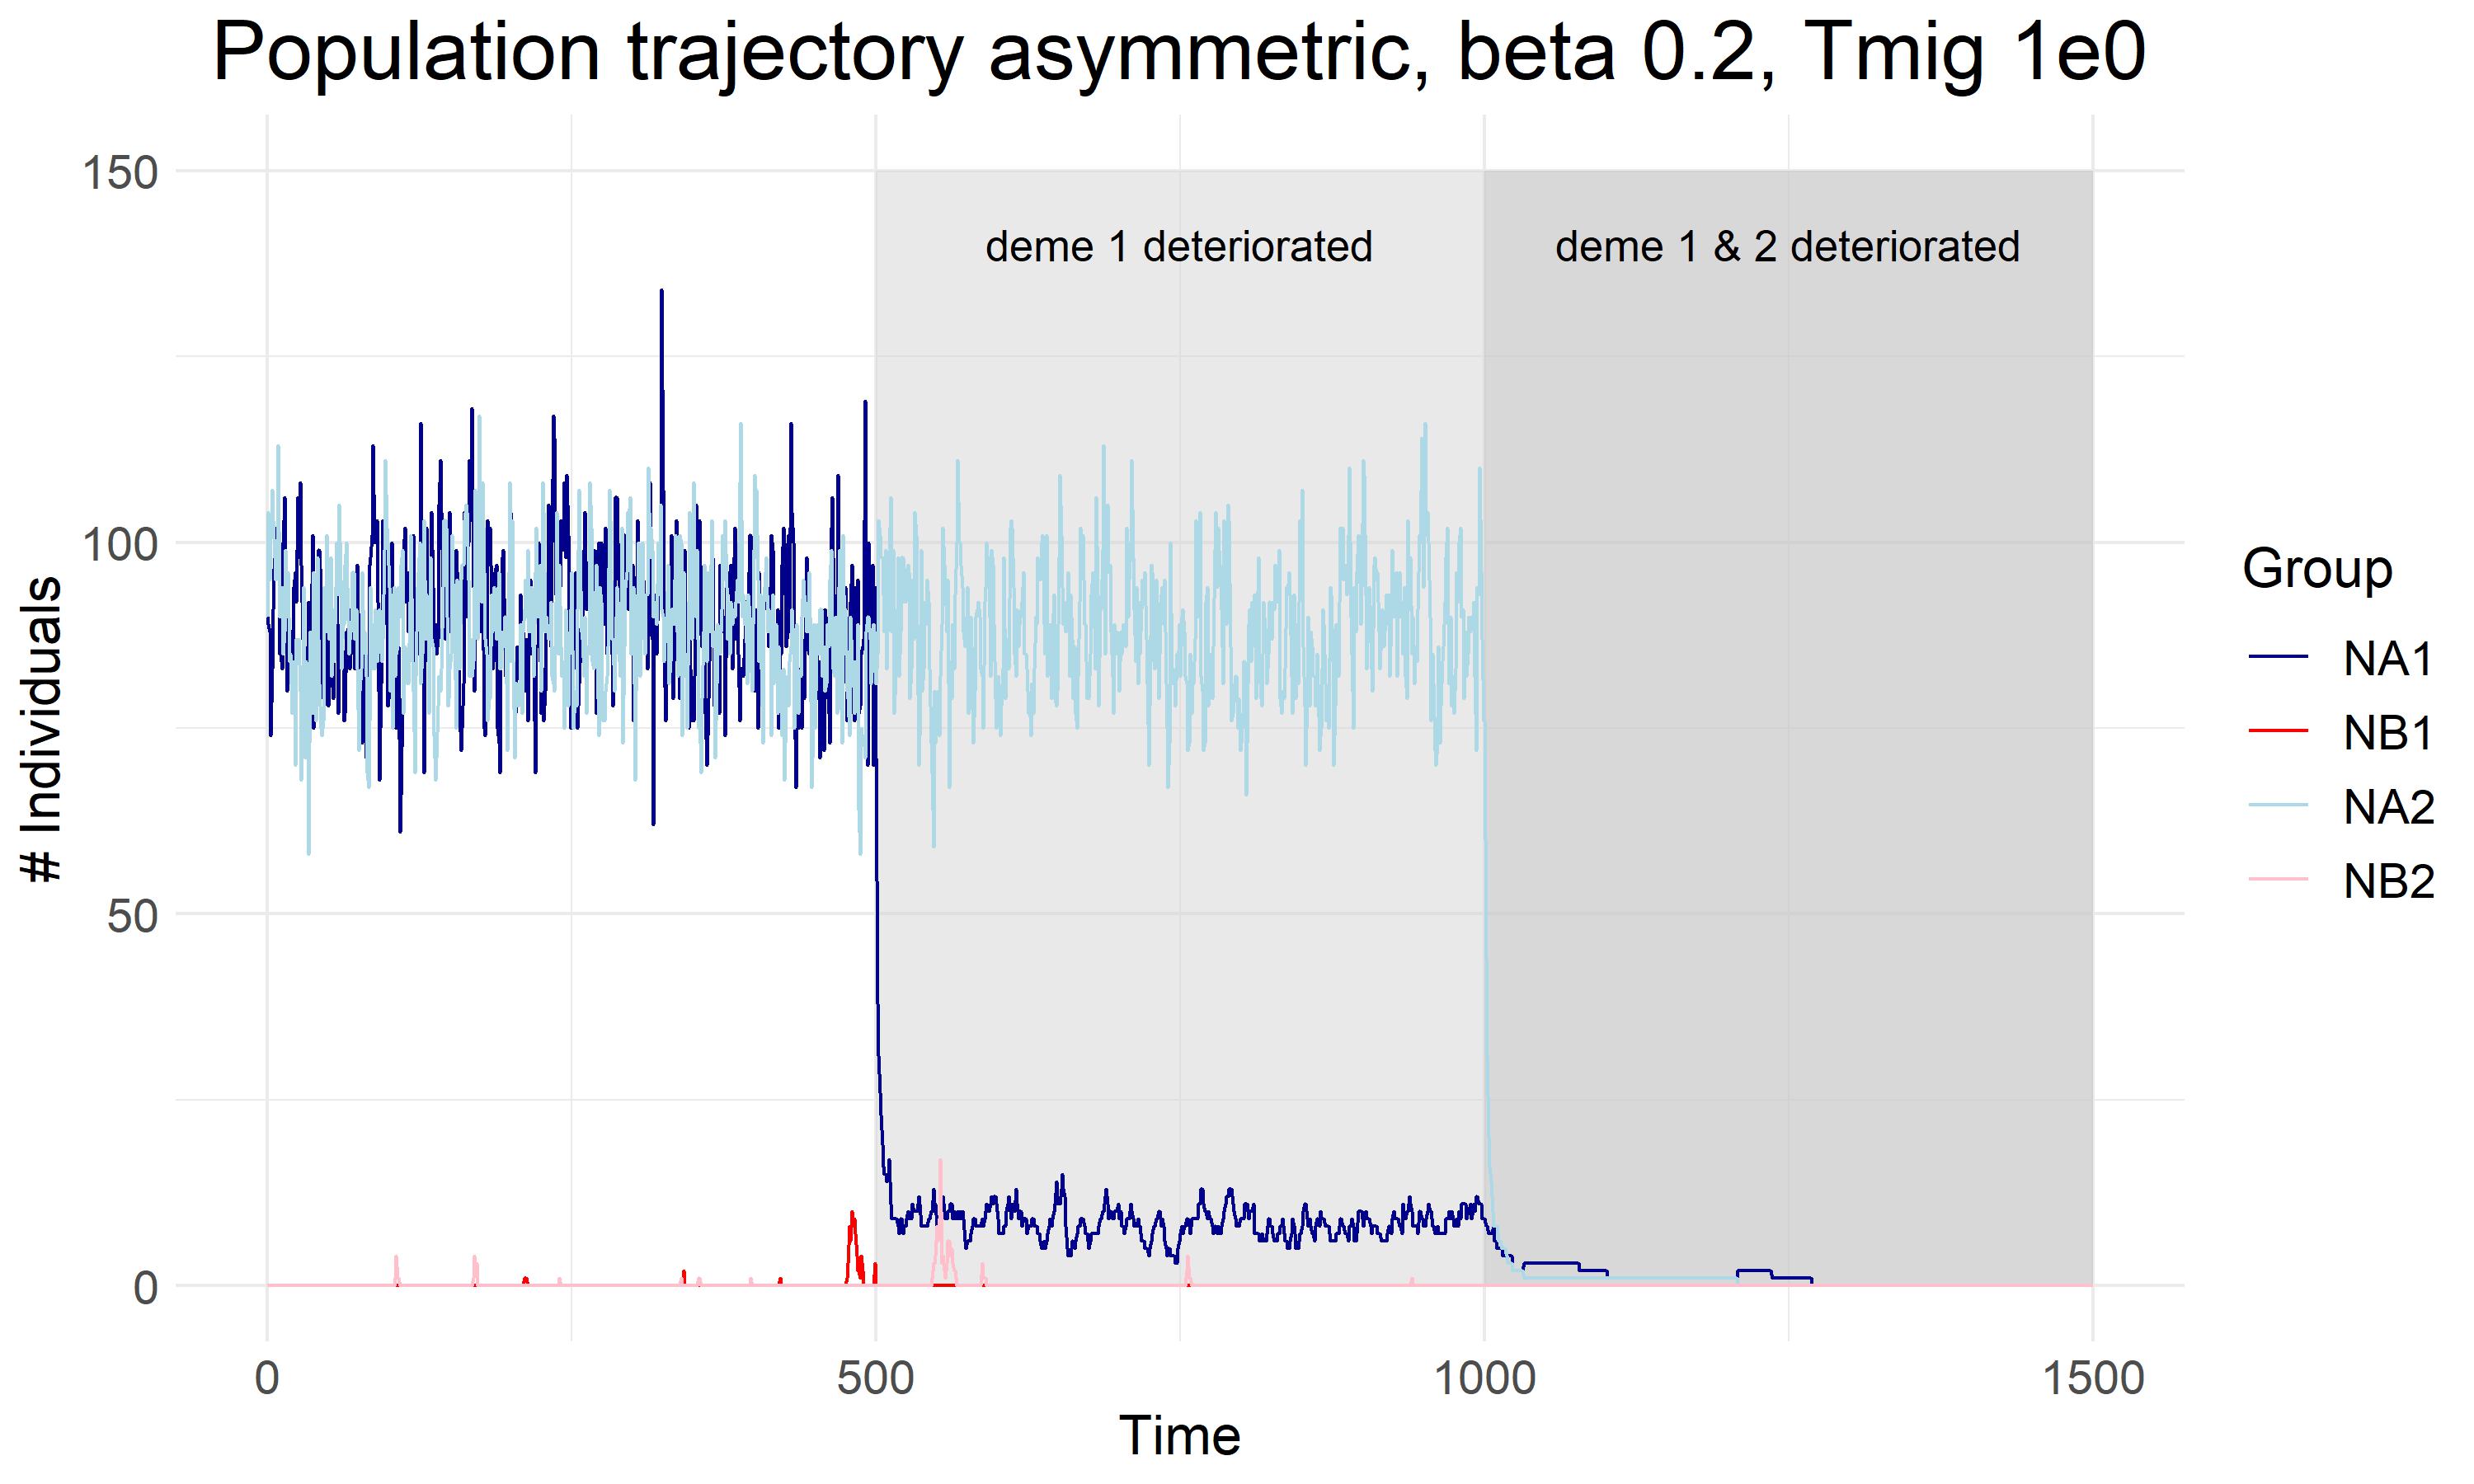 Population trajectory asymmetric, beta 0.2, Tmig 1e0
150
deme 1 deteriorated
deme 1 & 2 deteriorated
100
50
0
# Individuals
0
500
1000
1500
Time
Group
NA1
NB1
NA2
NB2